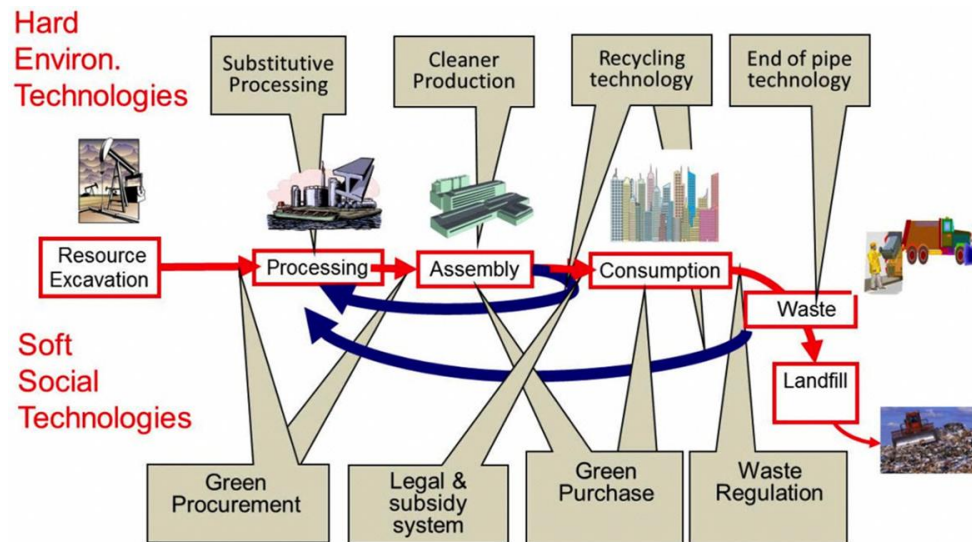 Hard
Environ.
Technologies
Substitutive
Processing
Cleaner
Production
Recycling
technology
End of pipe
technology
Resource
Excavation
Processing
Assembly
Consumption
Waste
Landfill
Soft
Social
Technologies
Green
Procurement
Legal &
subsidy
system
Green
Purchase
Waste
Regulation